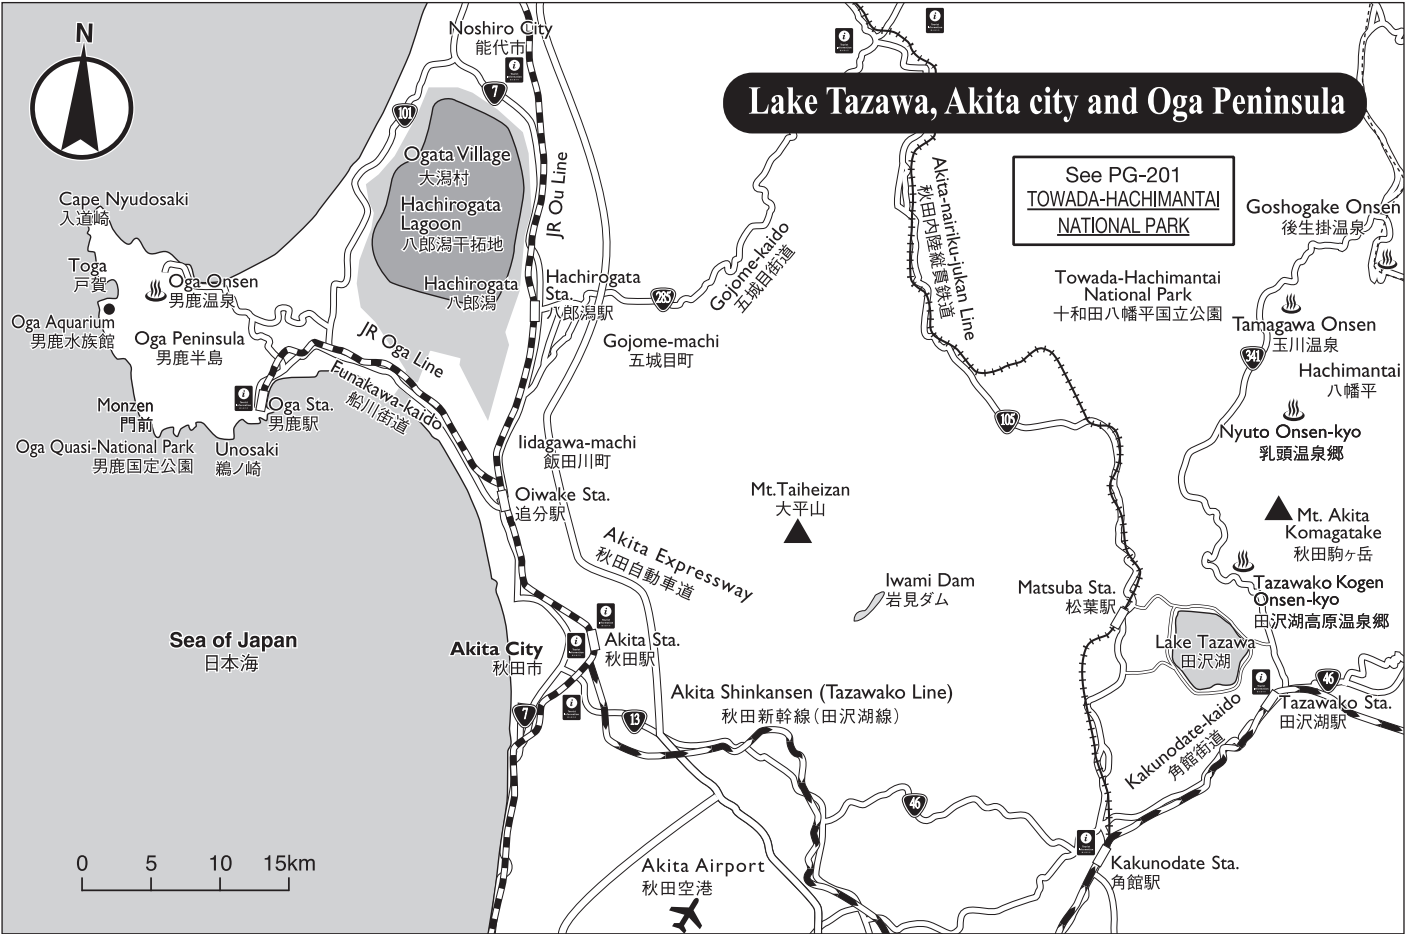 N
Noshiro City
能代市
i
i
i
7
101
Lake Tazawa, Akita city and Oga Peninsula
Ogata Village
大潟村
Hachirogata
Lagoon
八郎潟干拓地
Hachirogata
八郎潟
JR Ou Line
Akita-nairiku-jukan Line
秋田内陸縦貫鉄道
See PG-201
TOWADA-HACHIMANTAI
NATIONAL PARK
Cape Nyudosaki
入道崎
Toga
戸賀
Oga Onsen
男鹿温泉
Oga Aquarium
男鹿水族館
Oga Peninsula
男鹿半島
Goshogake Onsen
後生掛温泉
Gojome-kaido
五城目街道
Hachirogata
Sta.
八郎潟駅
285
Towada-Hachimantai
National Park
十和田八幡平国立公園
Tamagawa Onsen
玉川温泉
341
Hachimantai
八幡平
JR Oga Line
Funakawa-kaido
船川街道
Gojome-machi
五城目町
i
Oga Sta.
男鹿駅
Monzen
門前
Oga Quasi-National Park
男鹿国定公園
Unosaki
鵜ノ崎
105
Nyuto Onsen-kyo
乳頭温泉郷
Iidagawa-machi
飯田川町
Oiwake Sta.
追分駅
Mt.Taiheizan
大平山
Mt. Akita
Komagatake
秋田駒ヶ岳
Akita Expressway
秋田自動車道
Iwami Dam
岩見ダム
Matsuba Sta.
松葉駅
Tazawako Kogen
Onsen-kyo
田沢湖高原温泉郷
Sea of Japan
日本海
Akita City
秋田市
i
i
i
Akita Sta.
秋田駅
Lake Tazawa
田沢湖
7
13
Akita Shinkansen (Tazawako Line)
秋田新幹線(田沢湖線)
i
46
Tazawako Sta.
田沢湖駅
Kakunodate-kaido
角館街道
46
i
Kakunodate Sta.
角館駅
Akita Airport
秋田空港
0 5 10 15km